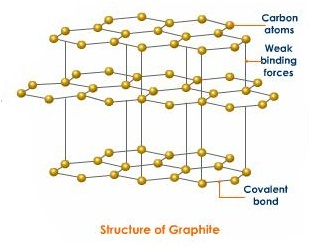 Carbon
atoms
Weak
binding
forces
Covalent
bond
Structure of Graphite